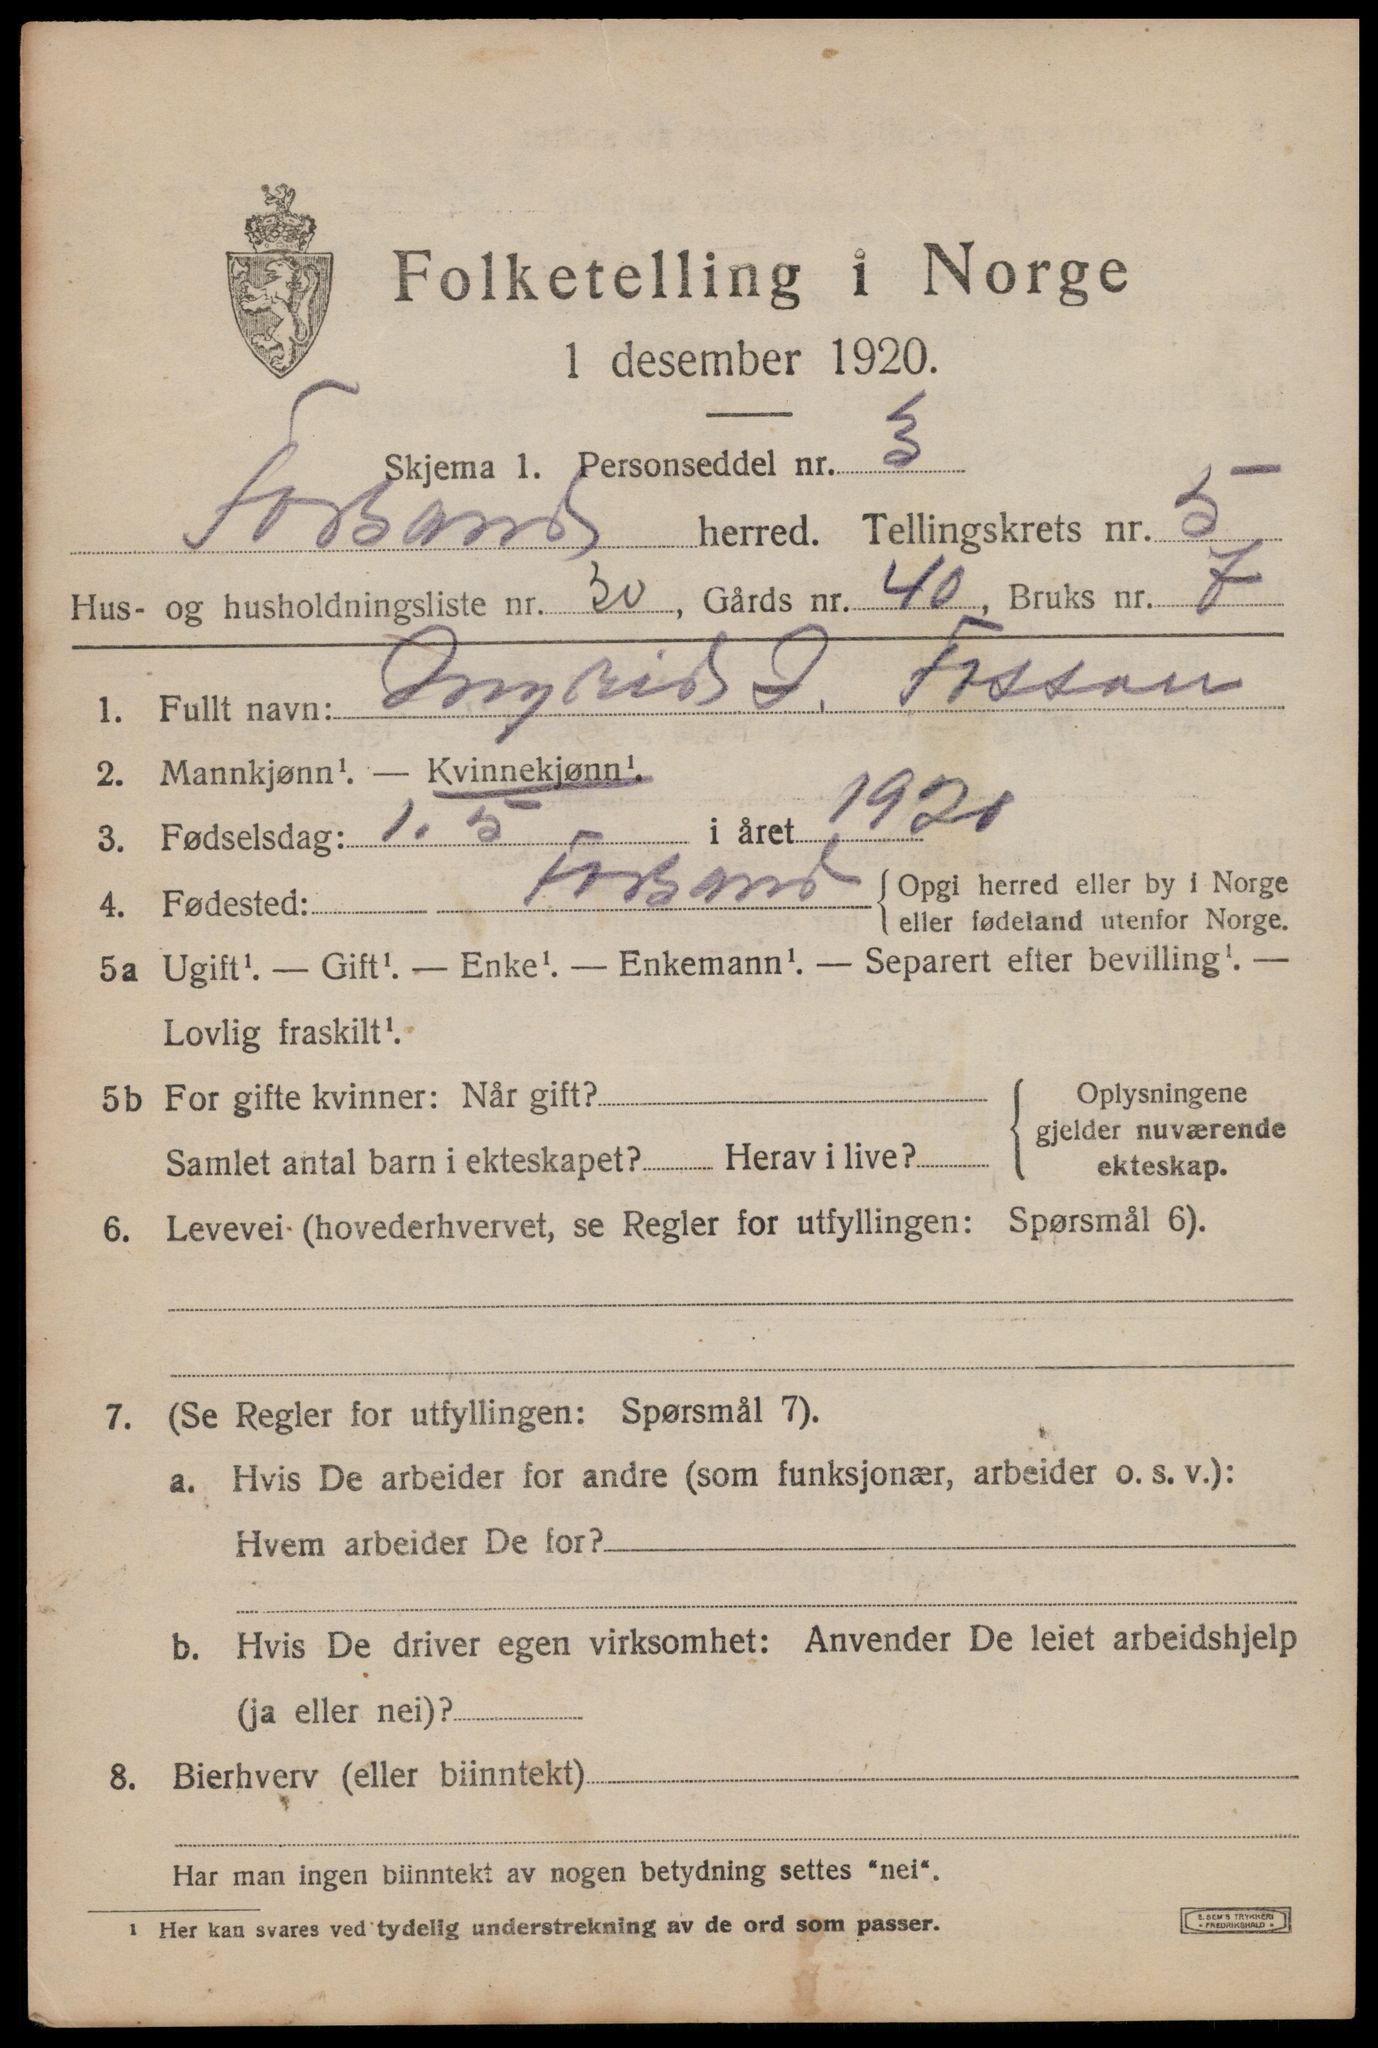 Folketelling i Norge
1 desember 1920.
Skjema 1. Personseddel nr. 3
Forsand herred. Tellingskrets nr. 5
Hus- og husholdningsliste nr. 30, Gårds nr. 40, Bruks nr. 7
1. Fullt navn: Ingrid I. Fossan
2. Mannkjønn¹. — Kvinnekjønn¹.
3. Fødselsdag: 1. 5 i året 1920
4. Fødested: Forsand { Opgi herred eller by i Norge
eller fødeland utenfor Norge.
5a Ugift¹. — Gift¹. — Enke¹. — Enkemann¹. — Separert efter bevilling¹. —
Lovlig fraskilt¹.
5b For gifte kvinner: Når gift? { Oplysningene
gjelder nuværende
Samlet antal barn i ekteskapet? Herav i live? ekteskap.
6. Levevei (hovederhvervet, se Regler for utfyllingen: Spørsmål 6).
7. (Se Regler for utfyllingen: Spørsmål 7).
a. Hvis De arbeider for andre (som funksjonær, arbeider o. s. v.):
Hvem arbeider De for?
b. Hvis De driver egen virksomhet: Anvender De leiet arbeidshjelp
(ja eller nei)?
8. Bierhverv (eller biinntekt)
Har man ingen biinntekt av nogen betydning settes "nei".
¹ Her kan svares ved tydelig understrekning av de ord som passer.
E. SEM'S TRYKKERI
FREDRIKSHALD